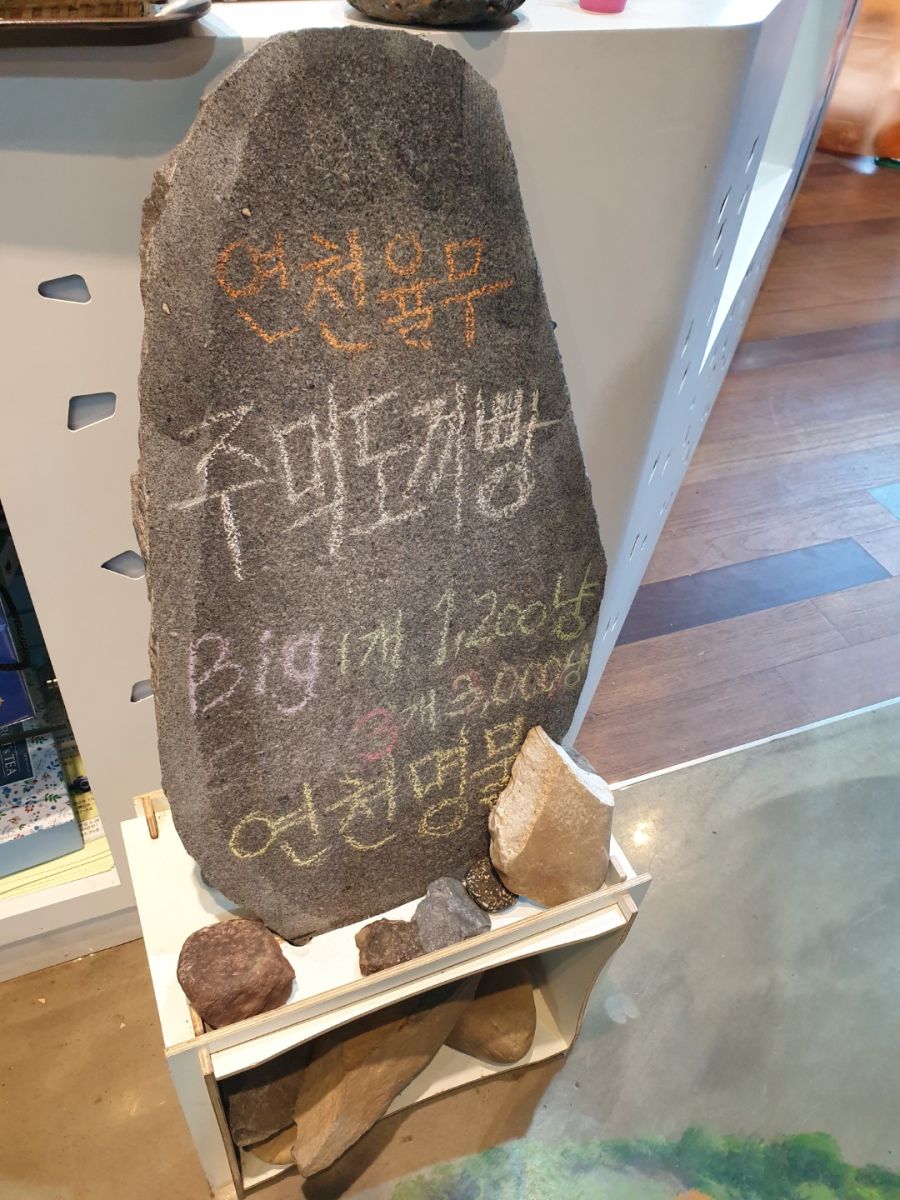 연천율무
주먹도끼빵
Big 1개 1,200냥
3개 3,000냥
연천명물
TEA